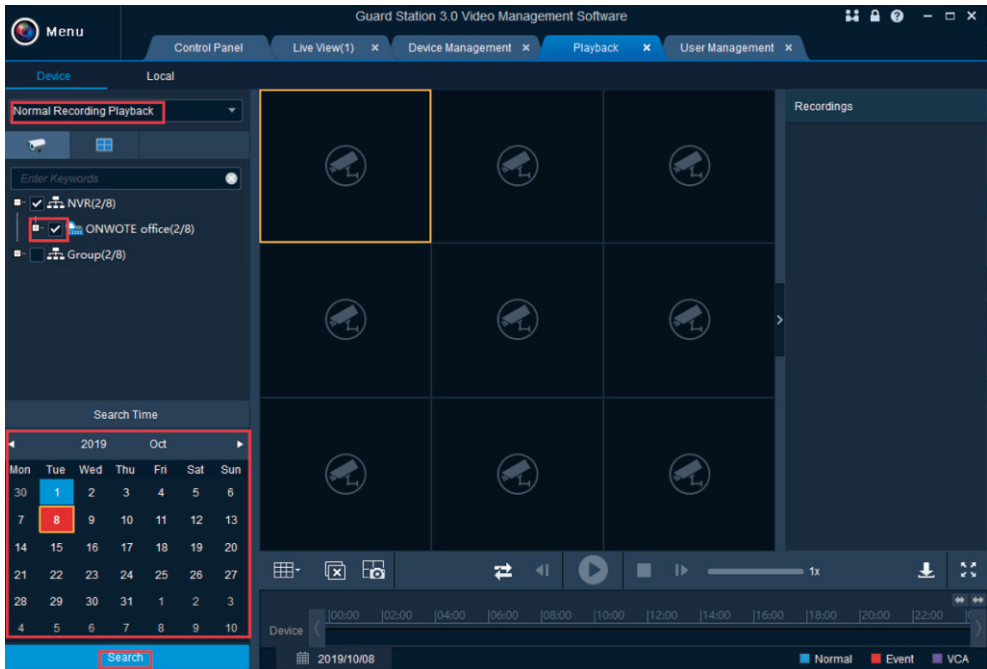 Guard Station 3.0 Video Management Software
Menu
Control Panel
Live View(1)
Device Management
Playback
User Management
Device
Local
Normal Recording Playback
Enter Keywords
NVR(2/8)
ONWOTE office(2/8)
Group(2/8)
Recordings
Search Time
2019 Oct
Mon Tue Wed Thu Fri Sat Sun
30 1 2 3 4 5 6
7 8 9 10 11 12 13
14 15 16 17 18 19 20
21 22 23 24 25 26 27
28 29 30 31 1 2 3
4 5 6 7 8 9 10
Search
1x
00:00 02:00 04:00 06:00 08:00 10:00 12:00 14:00 16:00 18:00 20:00 22:00
Device
2019/10/08
Normal Event VCA